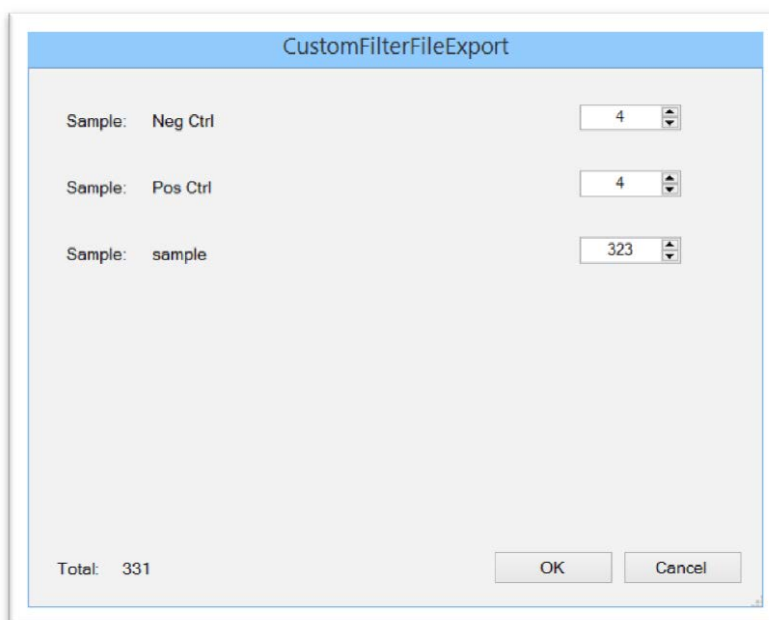 CustomFilterFileExport
Sample: Neg Ctrl 4
Sample: Pos Ctrl 4
Sample: sample 323
Total: 331 OK Cancel